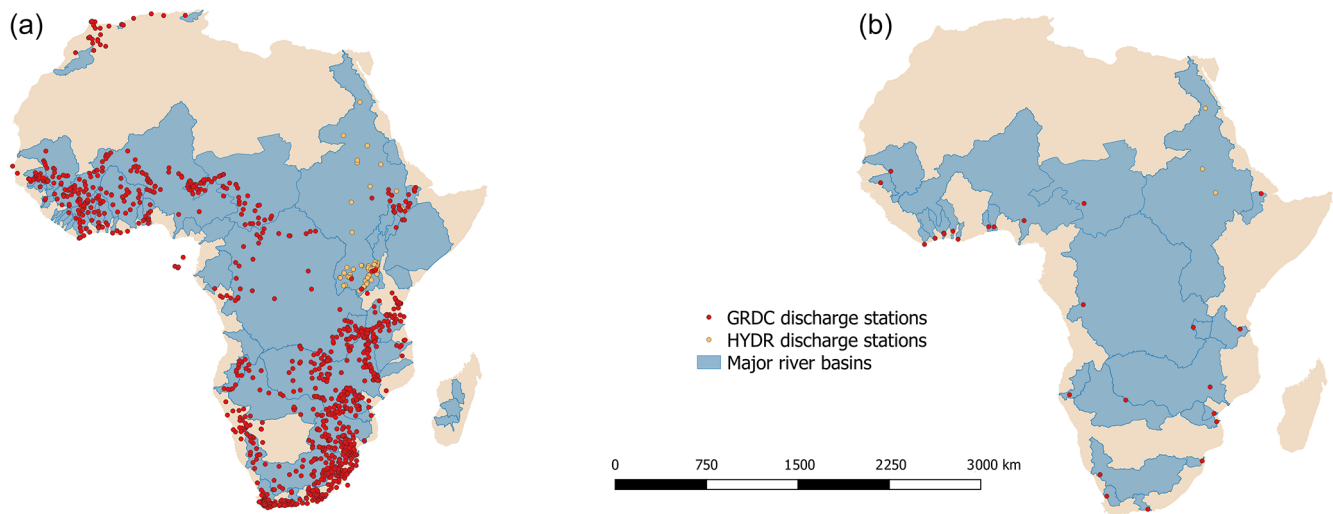 (a)
(b)
GRDC discharge stations
HYDR discharge stations
Major river basins
0 750 1500 2250 3000 km